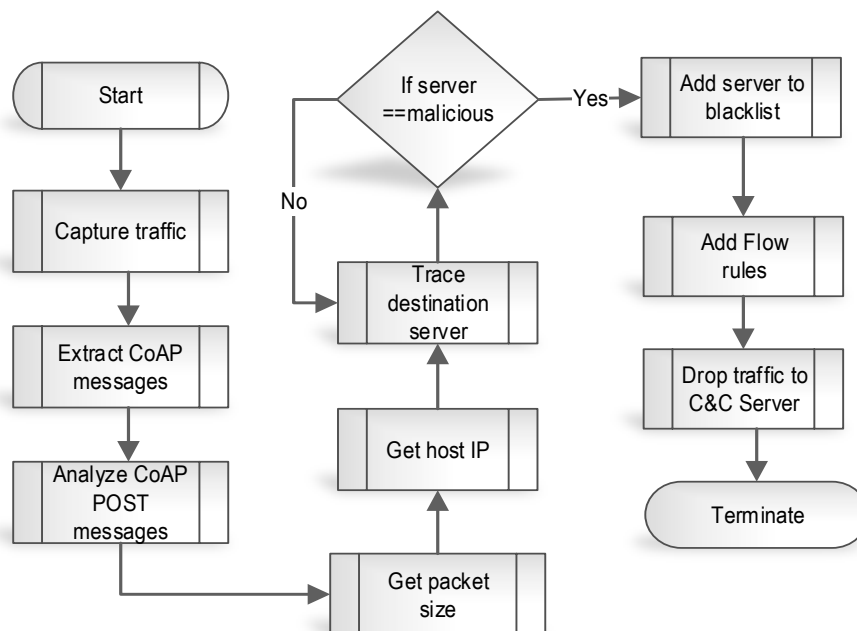 Start
Capture traffic
Extract CoAP
messages
Analyze CoAP
POST
messages
Get packet
size
Get host IP
Trace
destination
server
If server
==malicious
No
Yes
Add server to
blacklist
Add Flow
rules
Drop traffic to
C&C Server
Terminate